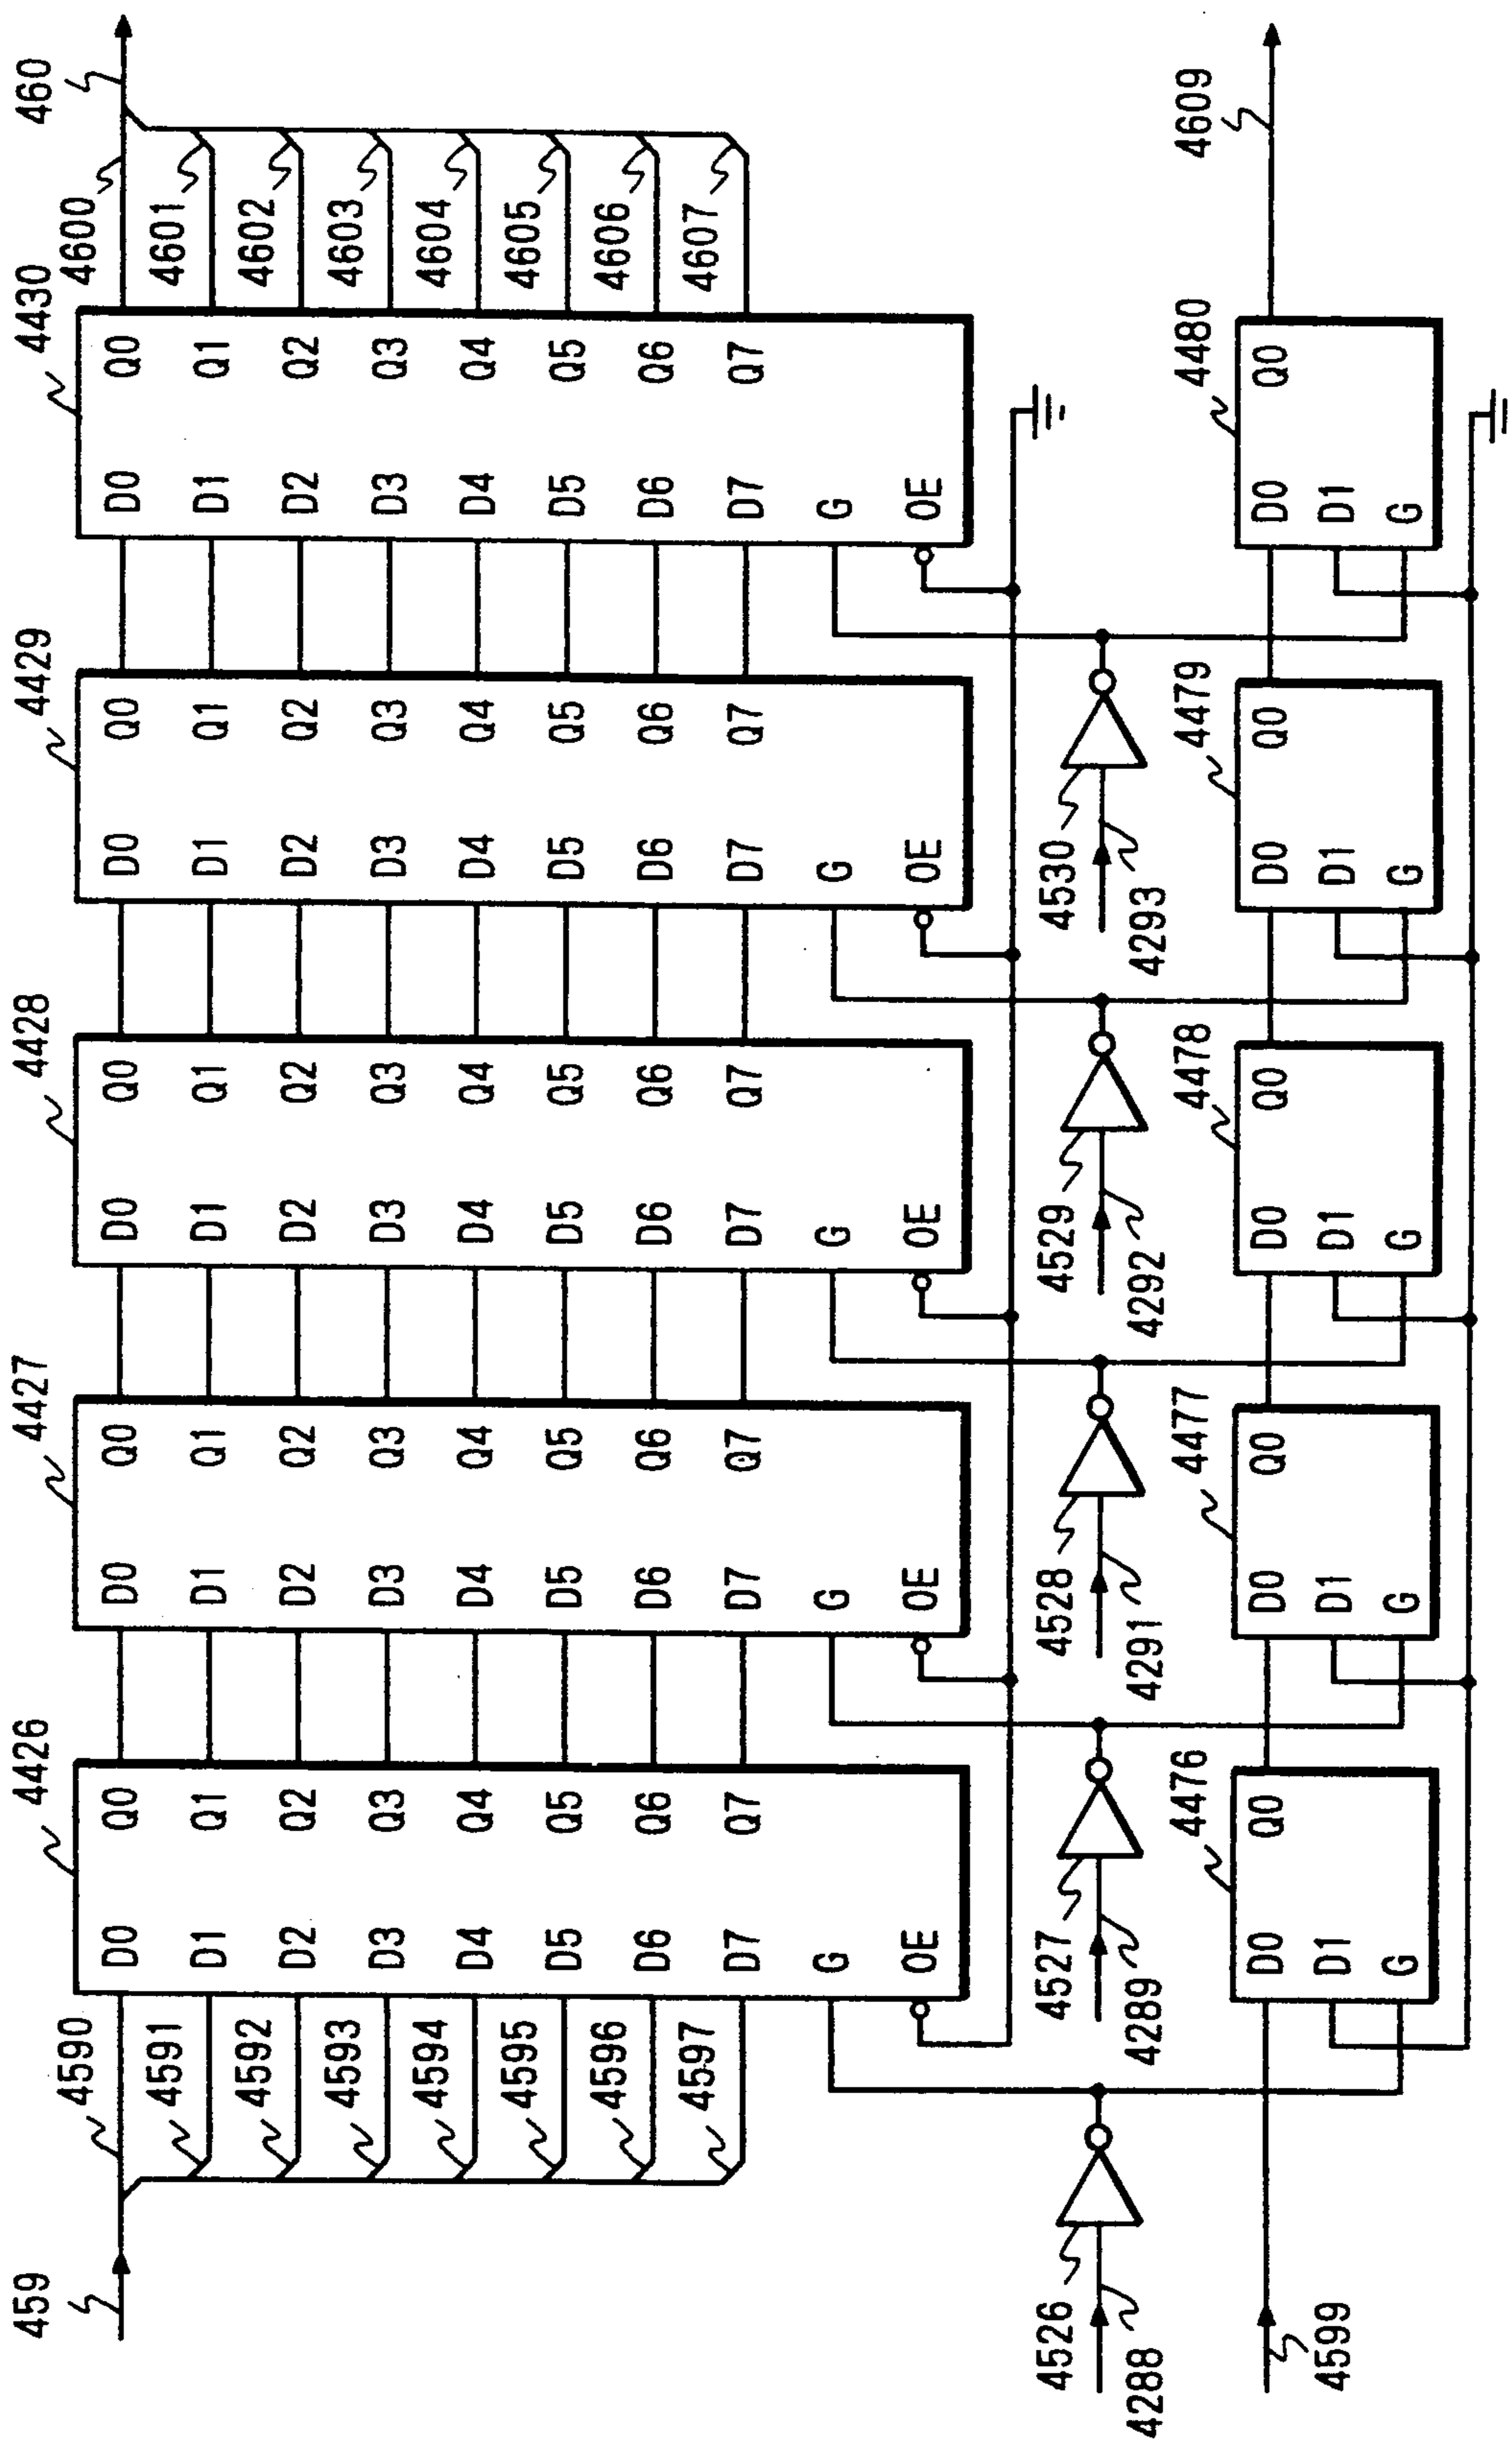 459
4590
4591
4592
4593
4594
4595
4596
4597
4426
D0 Q0
D1 Q1
D2 Q2
D3 Q3
D4 Q4
D5 Q5
D6 Q6
D7 Q7
G
OE
4427
D0 Q0
D1 Q1
D2 Q2
D3 Q3
D4 Q4
D5 Q5
D6 Q6
D7 Q7
G
OE
4428
D0 Q0
D1 Q1
D2 Q2
D3 Q3
D4 Q4
D5 Q5
D6 Q6
D7 Q7
G
OE
4429
D0 Q0
D1 Q1
D2 Q2
D3 Q3
D4 Q4
D5 Q5
D6 Q6
D7 Q7
G
OE
4430
D0 Q0
D1 Q1
D2 Q2
D3 Q3
D4 Q4
D5 Q5
D6 Q6
D7 Q7
G
OE
4600
460
4601
4602
4603
4604
4605
4606
4607
4526
4288
4527
4289
4528
4291
4529
4292
4530
4293
4599
4476
D0 Q0
D1
G
4477
D0 Q0
D1
G
4478
D0 Q0
D1
G
4479
D0 Q0
D1
G
4480
D0 Q0
D1
G
4609